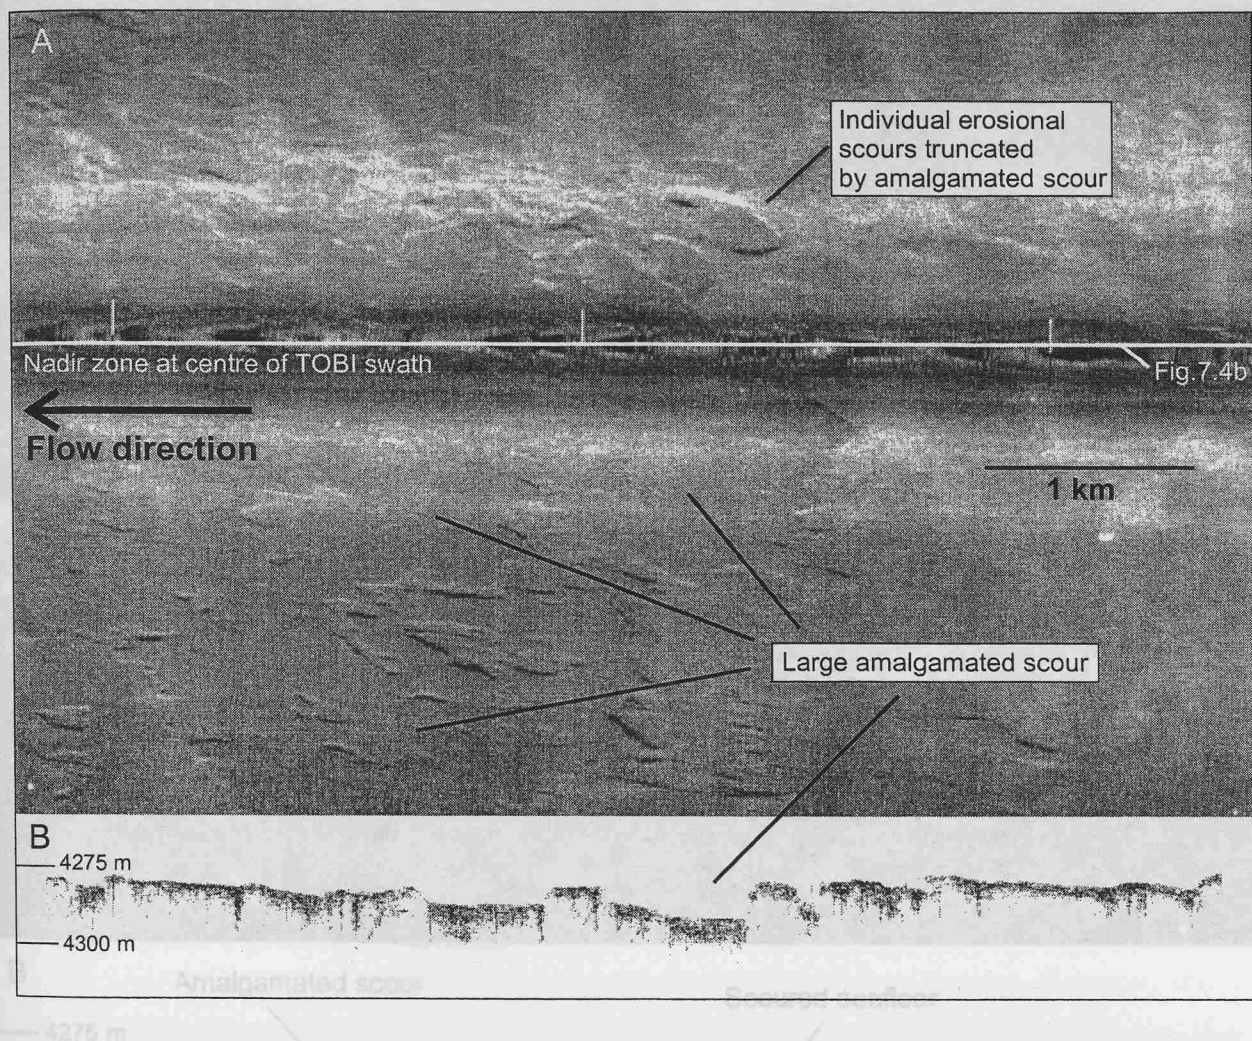 A
Individual erosional
scours truncated
by amalgamated scour
Nadir zone at centre of TOBI swath
Fig.7.4b
Flow direction
1 km
Large amalgamated scour
B
4275 m
4300 m
B
Amalgamated scour
Scoured seafloor
4275 m